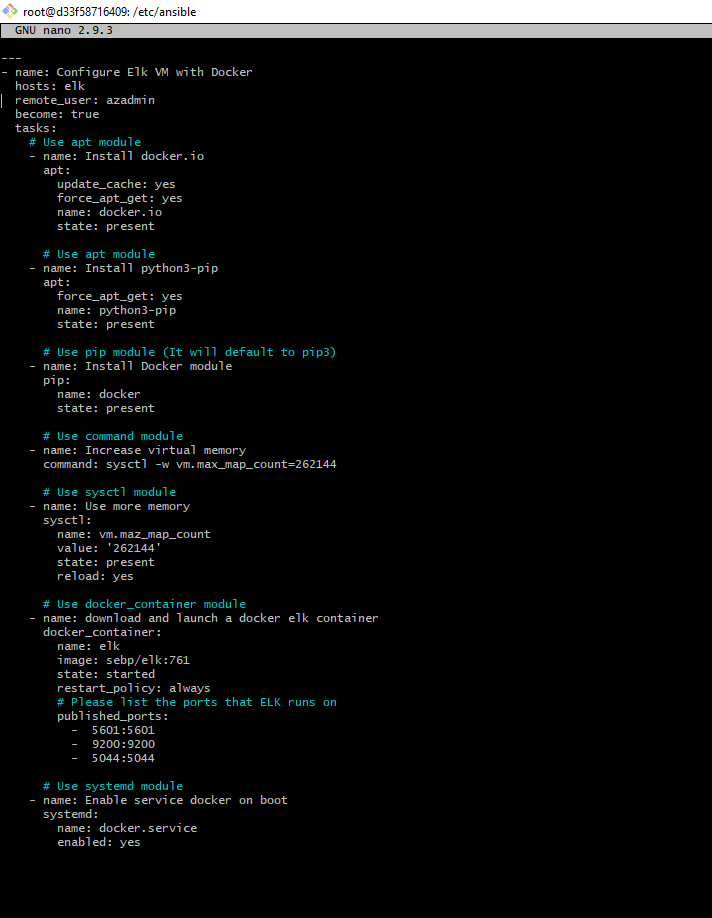 root@d33f58716409: /etc/ansible
GNU nano 2.9.3
---
- name: Configure Elk VM with Docker
  hosts: elk
  remote_user: azadmin
  become: true
  tasks:
    # Use apt module
    - name: Install docker.io
      apt:
        update_cache: yes
        force_apt_get: yes
        name: docker.io
        state: present

      # Use apt module
    - name: Install python3-pip
      apt:
        force_apt_get: yes
        name: python3-pip
        state: present

      # Use pip module (It will default to pip3)
    - name: Install Docker module
      pip:
        name: docker
        state: present

      # Use command module
    - name: Increase virtual memory
      command: sysctl -w vm.max_map_count=262144

      # Use sysctl module
    - name: Use more memory
      sysctl:
        name: vm.maz_map_count
        value: '262144'
        state: present
        reload: yes

      # Use docker_container module
    - name: download and launch a docker elk container
      docker_container:
        name: elk
        image: sebp/elk:761
        state: started
        restart_policy: always
        # Please list the ports that ELK runs on
        published_ports:
          -  5601:5601
          -  9200:9200
          -  5044:5044

      # Use systemd module
    - name: Enable service docker on boot
      systemd:
        name: docker.service
        enabled: yes